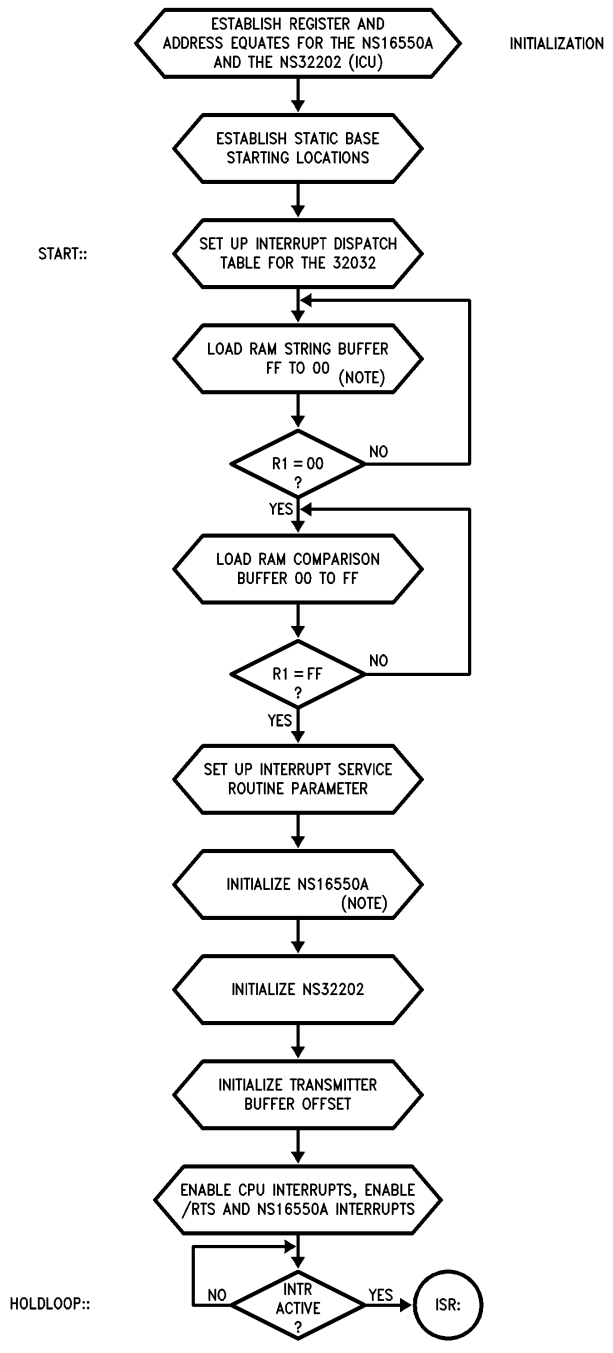 ESTABLISH REGISTER AND
ADDRESS EQUATES FOR THE NS16550A
AND THE NS32202 (ICU)
INITIALIZATION
ESTABLISH STATIC BASE
STARTING LOCATIONS
START::
SET UP INTERRUPT DISPATCH
TABLE FOR THE 32032
LOAD RAM STRING BUFFER
FF TO 00
(NOTE)
R1 = 00
?
NO
YES
LOAD RAM COMPARISON
BUFFER 00 TO FF
R1 = FF
?
NO
YES
SET UP INTERRUPT SERVICE
ROUTINE PARAMETER
INITIALIZE NS16550A
(NOTE)
INITIALIZE NS32202
INITIALIZE TRANSMITTER
BUFFER OFFSET
ENABLE CPU INTERRUPTS, ENABLE
/RTS AND NS16550A INTERRUPTS
HOLDLOOP::
NO
INTR
ACTIVE
?
YES
ISR: